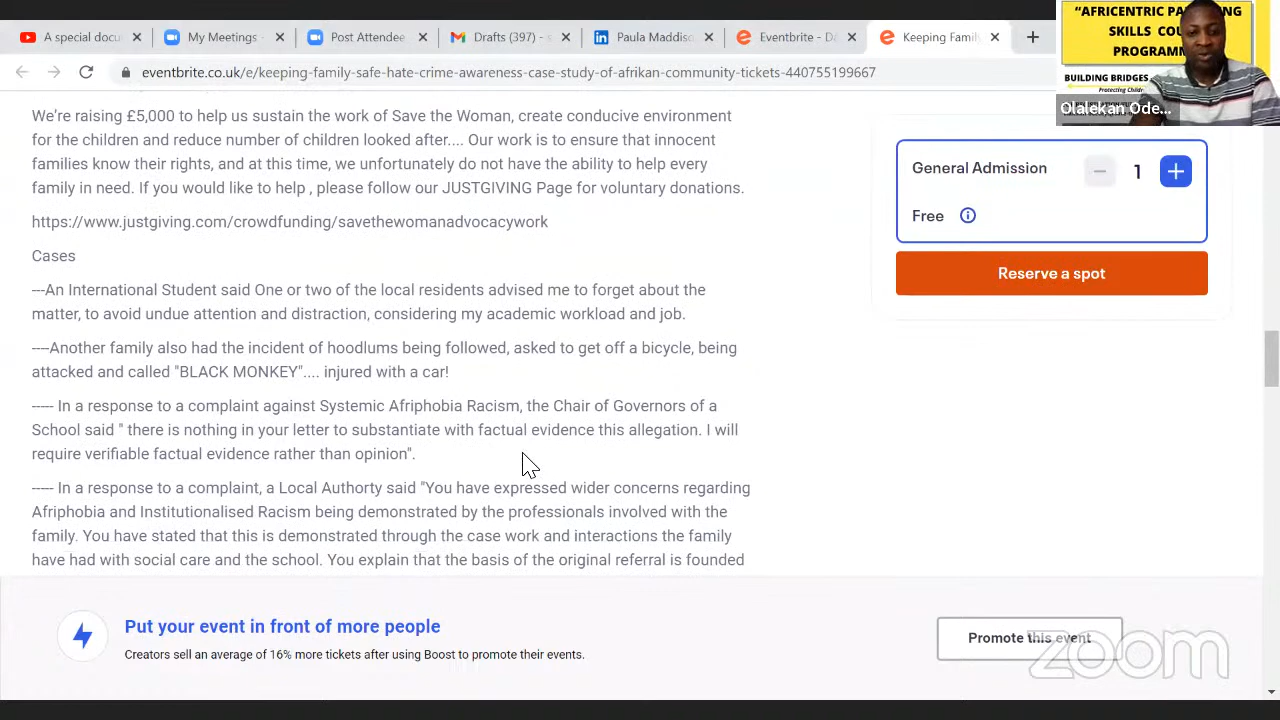 A special docu
My Meetings -
Post Attendee
Drafts (397) - s
Paula Maddiso
Eventbrite - Da
Keeping Family
eventbrite.co.uk/e/keeping-family-safe-hate-crime-awareness-case-study-of-afrikan-community-tickets-440755199667
"AFRICENTRIC PA NG
SKILLS COU
PROGRAMM
BUILDING BRIDGES
Protecting Childr
Olalekan Ode...
We're raising £5,000 to help us sustain the work of Save the Woman, create conducive environment
for the children and reduce number of children looked after.... Our work is to ensure that innocent
families know their rights, and at this time, we unfortunately do not have the ability to help every
family in need. If you would like to help , please follow our JUSTGIVING Page for voluntary donations.
https://www.justgiving.com/crowdfunding/savethewomanadvocacywork
Cases
---An International Student said One or two of the local residents advised me to forget about the
matter, to avoid undue attention and distraction, considering my academic workload and job.
----Another family also had the incident of hoodlums being followed, asked to get off a bicycle, being
attacked and called "BLACK MONKEY".... injured with a car!
----- In a response to a complaint against Systemic Afriphobia Racism, the Chair of Governors of a
School said " there is nothing in your letter to substantiate with factual evidence this allegation. I will
require verifiable factual evidence rather than opinion".
----- In a response to a complaint, a Local Authorty said "You have expressed wider concerns regarding
Afriphobia and Institutionalised Racism being demonstrated by the professionals involved with the
family. You have stated that this is demonstrated through the case work and interactions the family
have had with social care and the school. You explain that the basis of the original referral is founded
General Admission
1
Free
Reserve a spot
Put your event in front of more people
Creators sell an average of 16% more tickets after using Boost to promote their events.
Promote this event
zoom